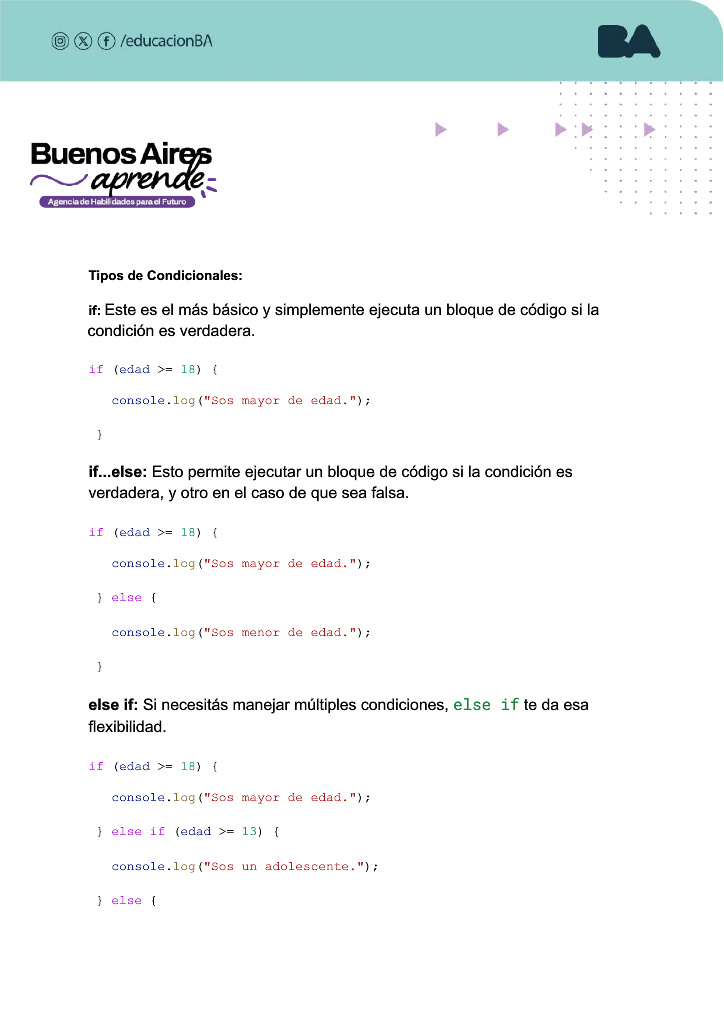 /educacionBA
BA
Buenos Aires
aprende
Agencia de Habilidades para el Futuro
Tipos de Condicionales:
if: Este es el más básico y simplemente ejecuta un bloque de código si la
condición es verdadera.
if (edad >= 18) {
console.log("Sos mayor de edad.");
}
if...else: Esto permite ejecutar un bloque de código si la condición es
verdadera, y otro en el caso de que sea falsa.
if (edad >= 18) {
console.log("Sos mayor de edad.");
} else {
console.log("Sos menor de edad.");
}
else if: Si necesitás manejar múltiples condiciones, else if te da esa
flexibilidad.
if (edad >= 18) {
console.log("Sos mayor de edad.");
} else if (edad >= 13) {
console.log("Sos un adolescente.");
} else {